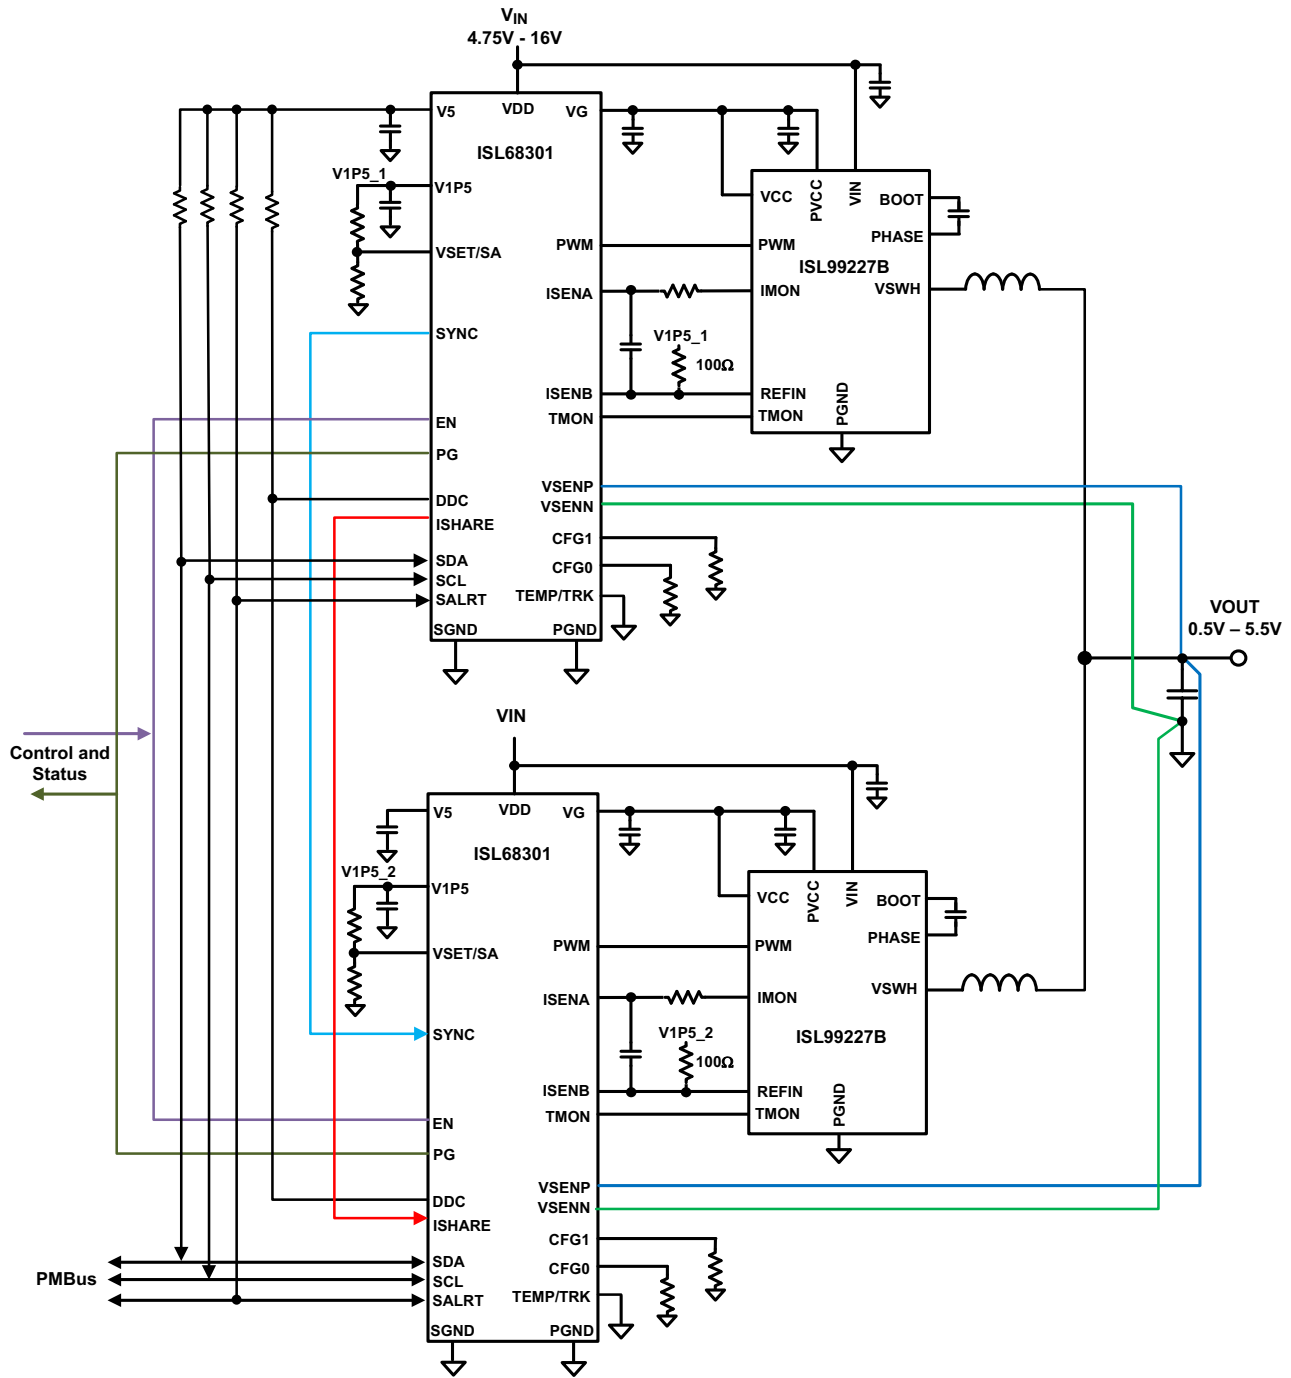 VIN
4.75V - 16V
V5
VDD
VG
ISL68301
V1P5_1
V1P5
VSET/SA
SYNC
EN
PG
DDC
ISHARE
SDA
SCL
SALRT
SGND
PGND
PWM
ISENA
ISENB
TMON
VSENP
VSENN
CFG1
CFG0
TEMP/TRK
V1P5_1
100Ω
VCC
PVCC
VIN
BOOT
PHASE
PWM
ISL99227B
IMON
VSWH
REFIN
TMON
PGND
VOUT
0.5V – 5.5V
Control and
Status
VIN
V5
VDD
VG
ISL68301
V1P5_2
V1P5
VSET/SA
SYNC
EN
PG
DDC
ISHARE
SDA
SCL
SALRT
SGND
PGND
PWM
ISENA
ISENB
TMON
VSENP
VSENN
CFG1
CFG0
TEMP/TRK
V1P5_2
100Ω
VCC
PVCC
VIN
BOOT
PHASE
PWM
IMON
VSWH
ISL99227B
REFIN
TMON
PGND
PMBus